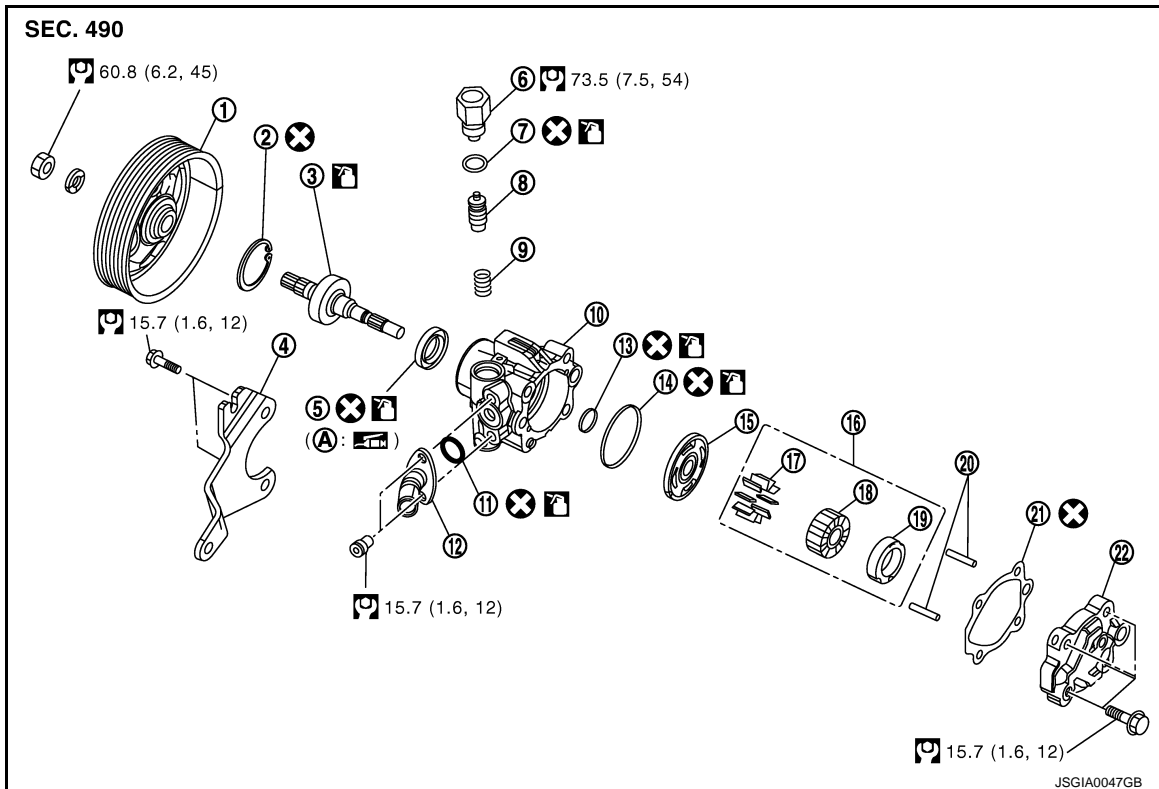 SEC. 490
60.8 (6.2, 45)
① 
② 
③ 
⑥ 73.5 (7.5, 54)
⑦ 
⑧ 
⑨ 
15.7 (1.6, 12)
④ 
⑤ 
(Ⓐ : )
⑩ 
⑬ 
⑭ 
⑮ 
⑯ 
⑰ 
⑱ 
⑲ 
⑳ 
㉑ 
㉒ 
⑪ 
⑫ 
15.7 (1.6, 12)
15.7 (1.6, 12)
JSGIA0047GB